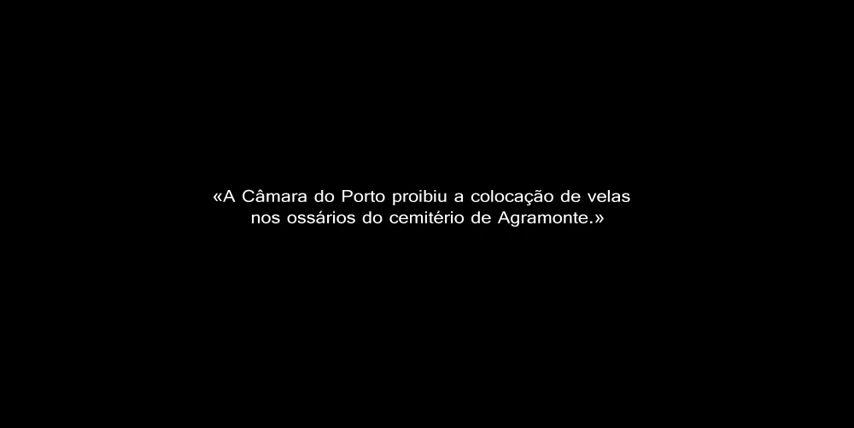 «A Câmara do Porto proibiu a colocação de velas
nos ossários do cemitério de Agramonte.»